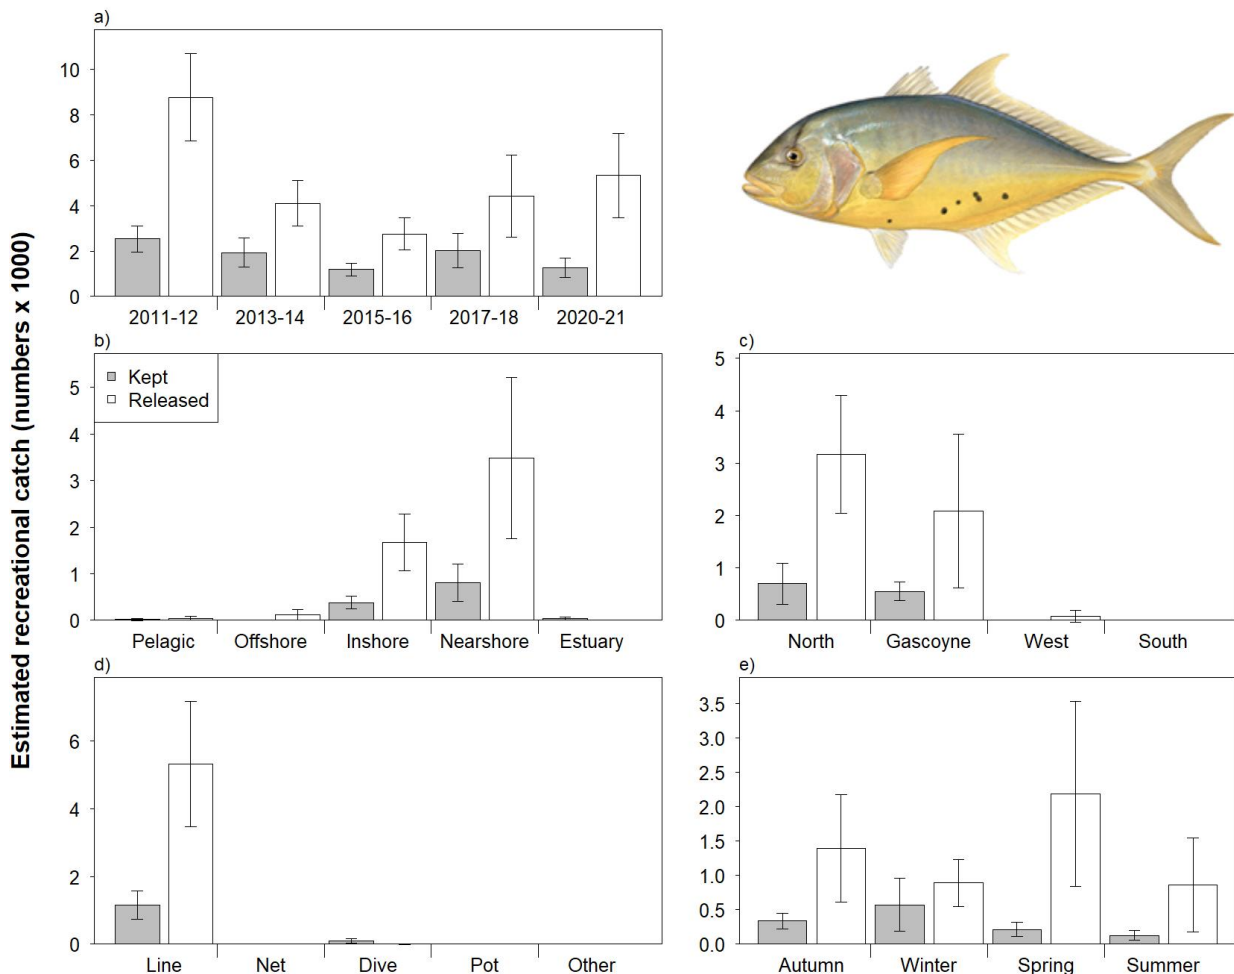 Estimated recreational catch (numbers x 1000)
a)
10
8
6
4
2
0
2011-12 2013-14 2015-16 2017-18 2020-21
b)
Kept
Released
5
4
3
2
1
0
Pelagic Offshore Inshore Nearshore Estuary
c)
5
4
3
2
1
0
North Gascoyne West South
d)
6
4
2
0
Line Net Dive Pot Other
e)
3.5
3.0
2.5
2.0
1.5
1.0
0.5
0.0
Autumn Winter Spring Summer